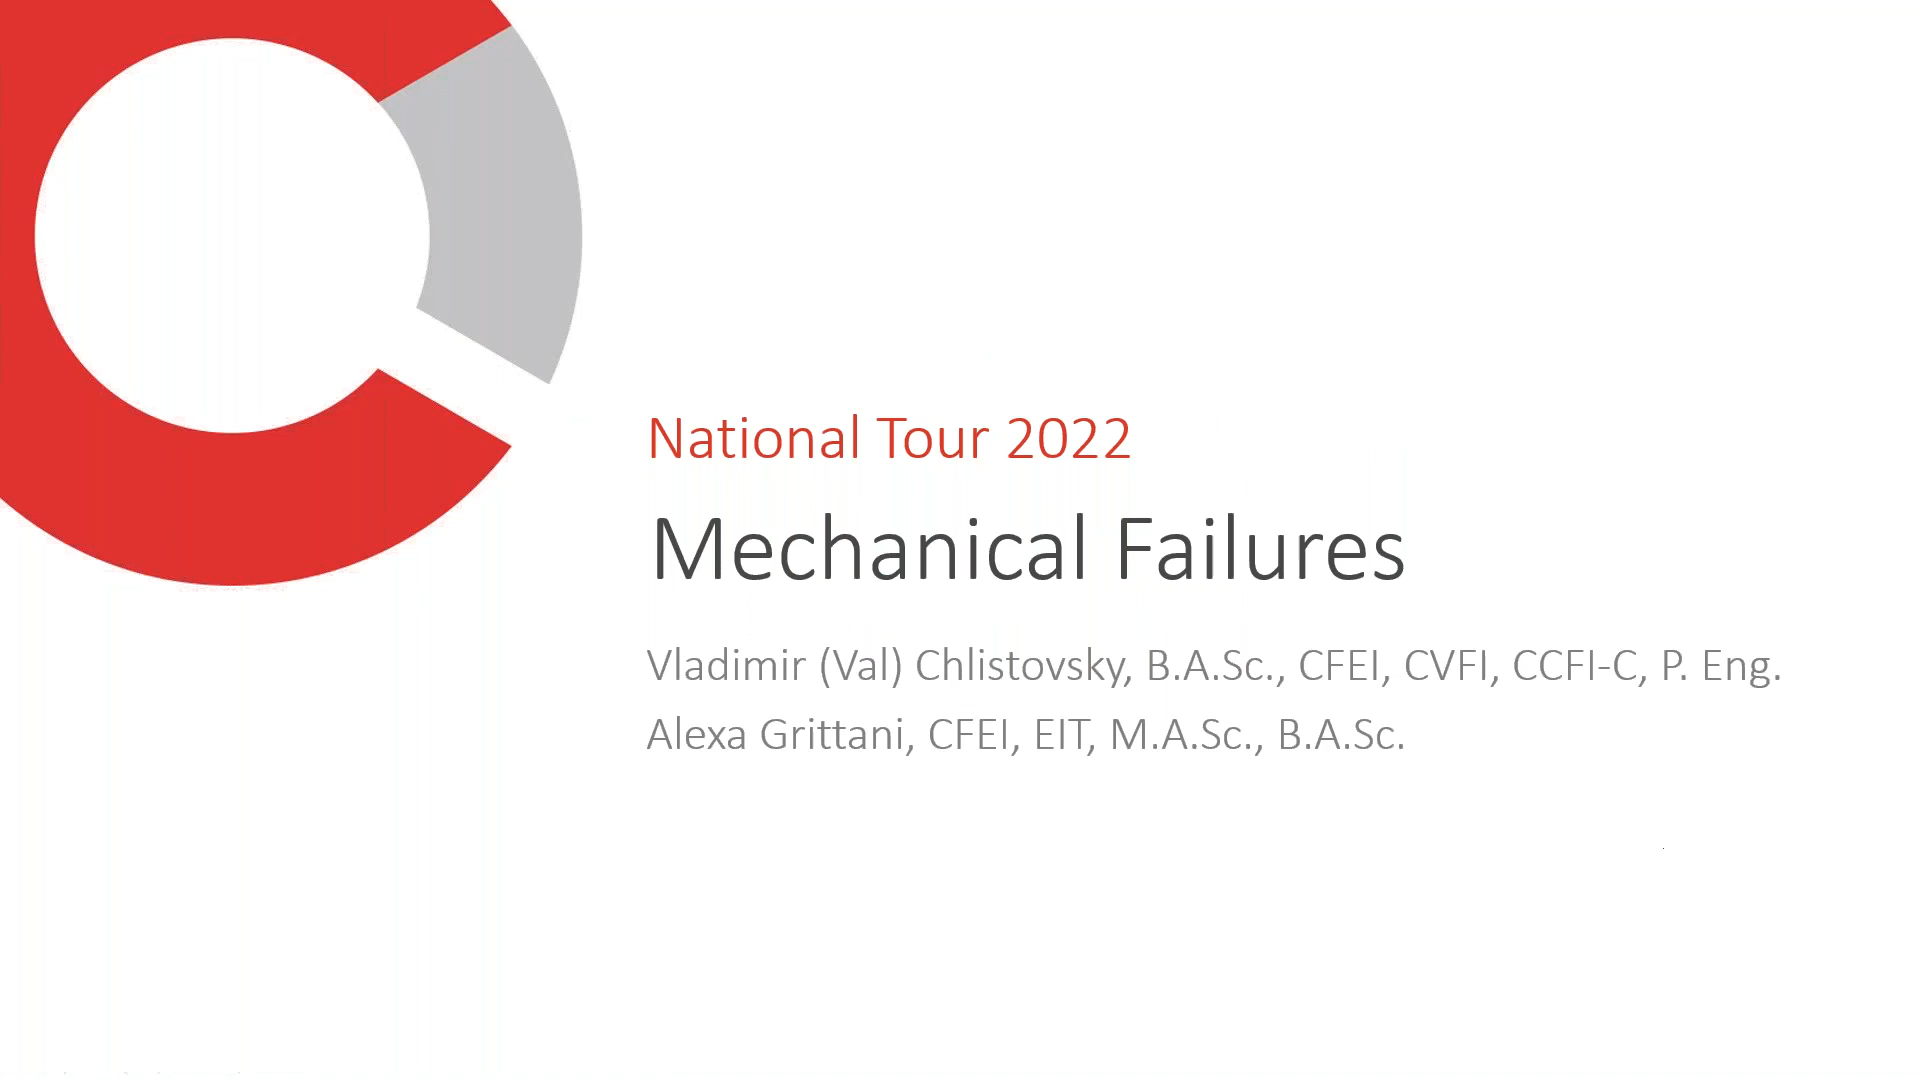 National Tour 2022
Mechanical Failures
Vladimir (Val) Chlistovsky, B.A.Sc., CFEI, CVFI, CCFI-C, P. Eng.
Alexa Grittani, CFEI, EIT, M.A.Sc., B.A.Sc.